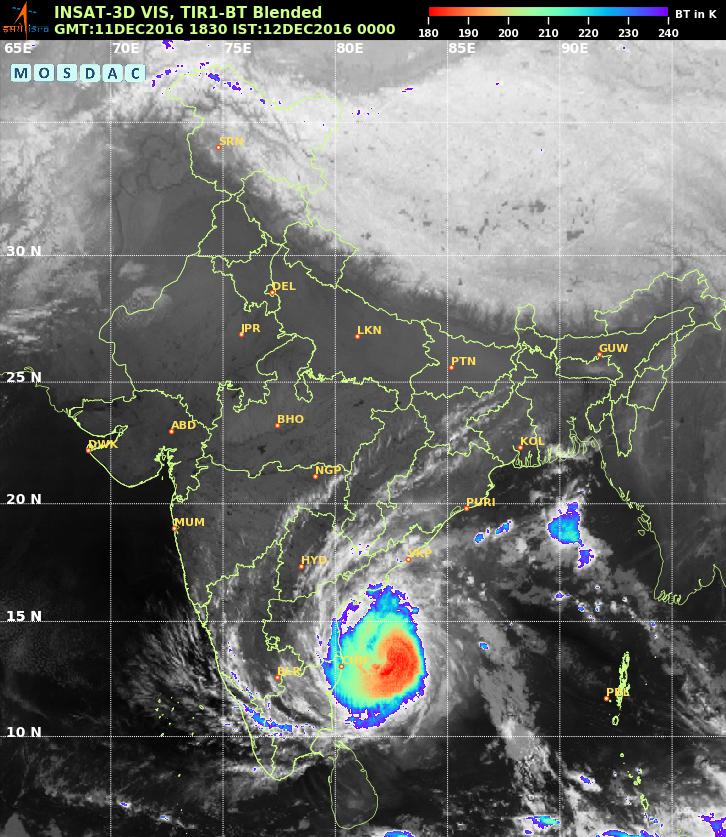 INSAT-3D VIS, TIR1-BT Blended
GMT:11DEC2016 1830 IST:12DEC2016 0000
BT in K
180 190 200 210 220 230 240
65E 70E 75E 80E 85E 90E
M O S D A C
SRN
30 N
DEL
JPR
LKN
GUW
PTN
25 N
ABD
BHO
DWK
KOL
NGP
20 N
PURI
MUM
HYD
15 N
BLR
PBL
10 N